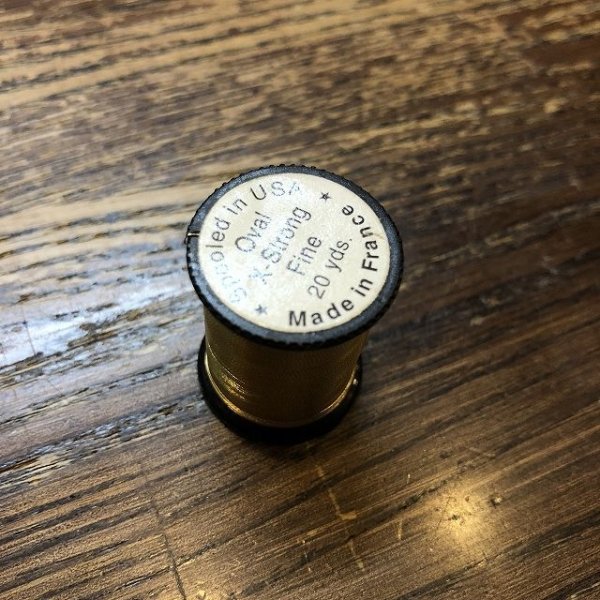 Spooled in USA
Oval
X-Strong
Fine
20 yds.
Made in France